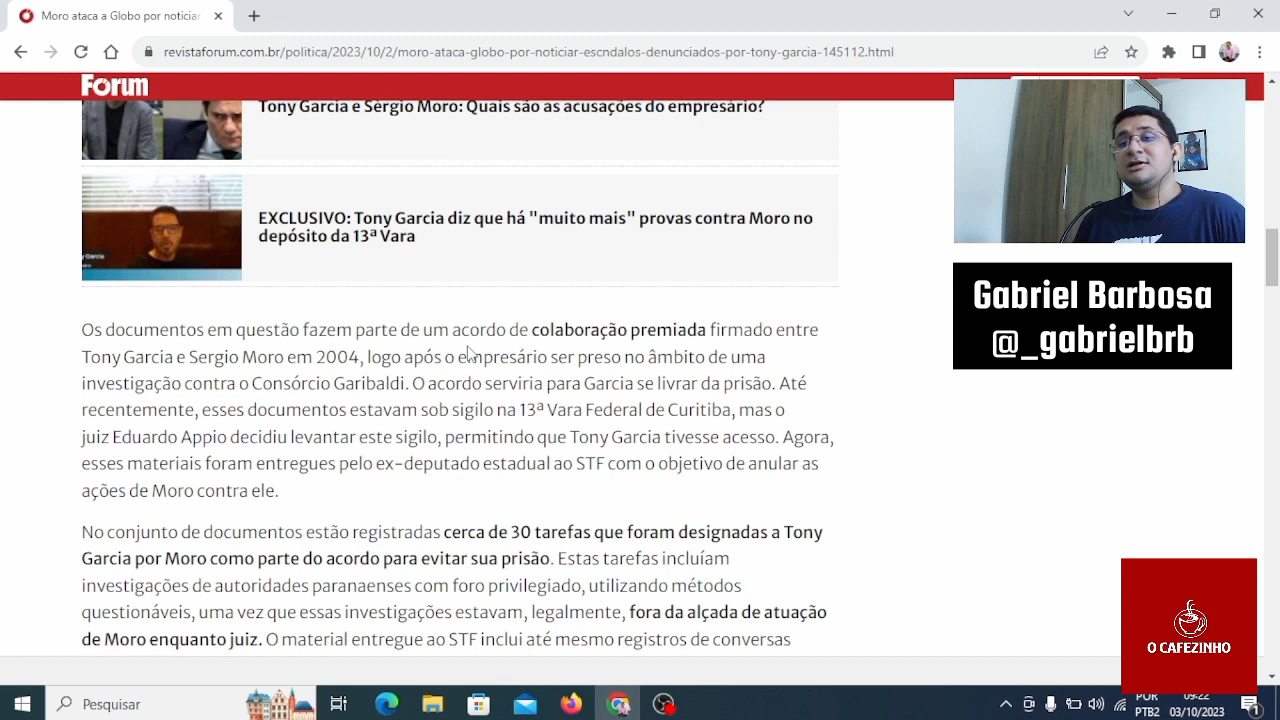 Moro ataca a Globo por noticiar
revistaforum.com.br/politica/2023/10/2/moro-ataca-globo-por-noticiar-escndalos-denunciados-por-tony-garcia-145112.html
Fórum
Tony Garcia e Sérgio Moro: Quais são as acusações do empresário?
EXCLUSIVO: Tony Garcia diz que há "muito mais" provas contra Moro no
depósito da 13ª Vara
Os documentos em questão fazem parte de um acordo de colaboração premiada firmado entre
Tony Garcia e Sergio Moro em 2004, logo após o empresário ser preso no âmbito de uma
investigação contra o Consórcio Garibaldi. O acordo serviria para Garcia se livrar da prisão. Até
recentemente, esses documentos estavam sob sigilo na 13ª Vara Federal de Curitiba, mas o
juiz Eduardo Appio decidiu levantar este sigilo, permitindo que Tony Garcia tivesse acesso. Agora,
esses materiais foram entregues pelo ex-deputado estadual ao STF com o objetivo de anular as
ações de Moro contra ele.
No conjunto de documentos estão registradas cerca de 30 tarefas que foram designadas a Tony
Garcia por Moro como parte do acordo para evitar sua prisão. Estas tarefas incluíam
investigações de autoridades paranaenses com foro privilegiado, utilizando métodos
questionáveis, uma vez que essas investigações estavam, legalmente, fora da alçada de atuação
de Moro enquanto juiz. O material entregue ao STF inclui até mesmo registros de conversas
Gabriel Barbosa
@_gabrielbrb
O CAFEZINHO
Pesquisar
POR
PTB2
09:22
03/10/2023